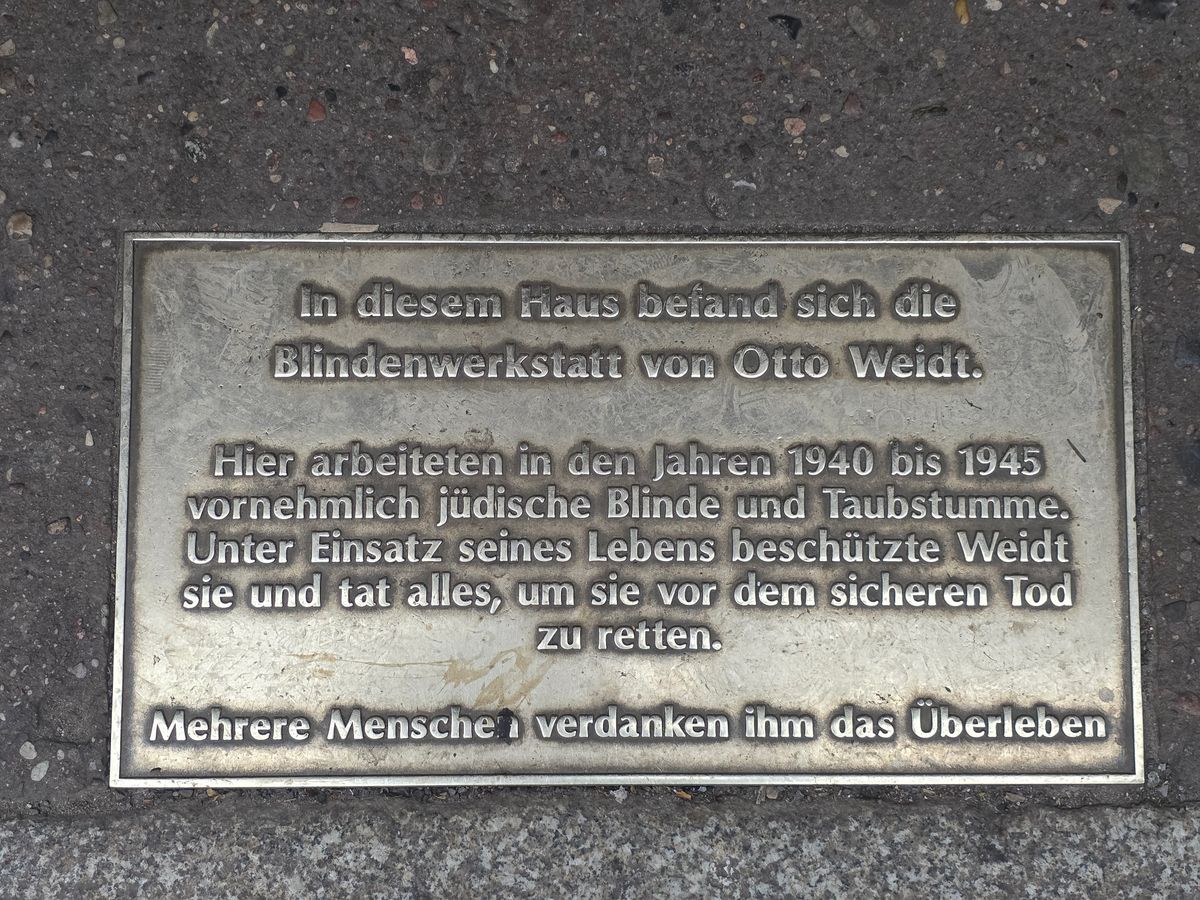 In diesem Haus befand sich die
Blindenwerkstatt von Otto Weidt.
Hier arbeiteten in den Jahren 1940 bis 1945
vornehmlich jüdische Blinde und Taubstumme.
Unter Einsatz seines Lebens beschützte Weidt
sie und tat alles, um sie vor dem sicheren Tod
zu retten.
Mehrere Menschen verdanken ihm das Überleben